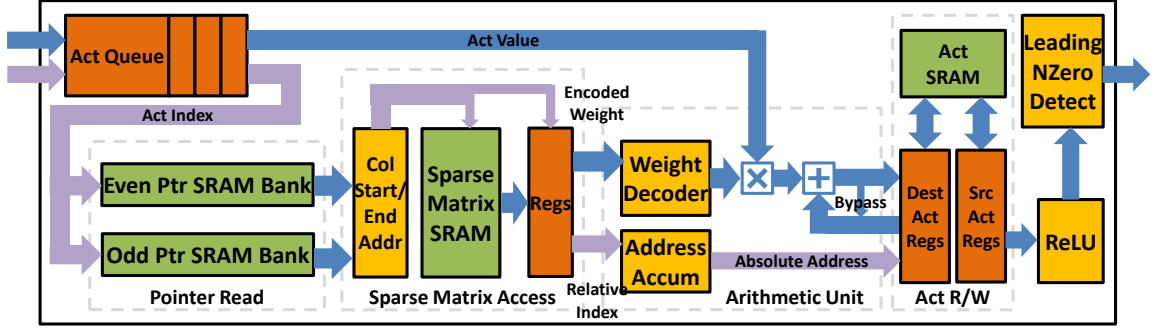 Act Queue
Act Value
Act Index
Even Ptr SRAM Bank
Odd Ptr SRAM Bank
Pointer Read
Col
Start/
End
Addr
Sparse
Matrix
SRAM
Regs
Sparse Matrix Access
Encoded
Weight
Relative
Index
Weight
Decoder
Address
Accum
×
+
Bypass
Absolute Address
Arithmetic Unit
Act
SRAM
Dest
Act
Regs
Src
Act
Regs
Act R/W
Leading
NZero
Detect
ReLU